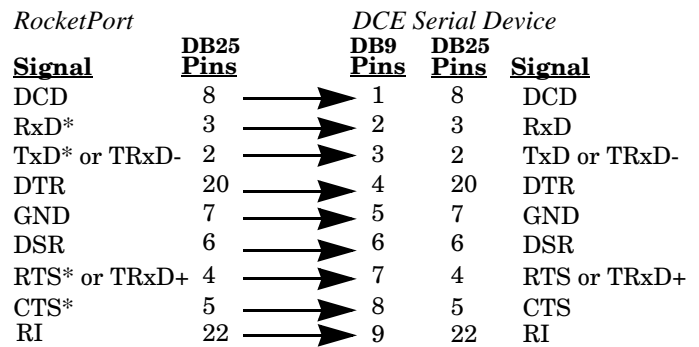 RocketPort DCE Serial Device
DB25 DB9 DB25
Signal Pins Pins Pins Signal
DCD 8 1 8 DCD
RxD* 3 2 3 RxD
TxD* or TRxD- 2 3 2 TxD or TRxD-
DTR 20 4 20 DTR
GND 7 5 7 GND
DSR 6 6 6 DSR
RTS* or TRxD+ 4 7 4 RTS or TRxD+
CTS* 5 8 5 CTS
RI 22 9 22 RI